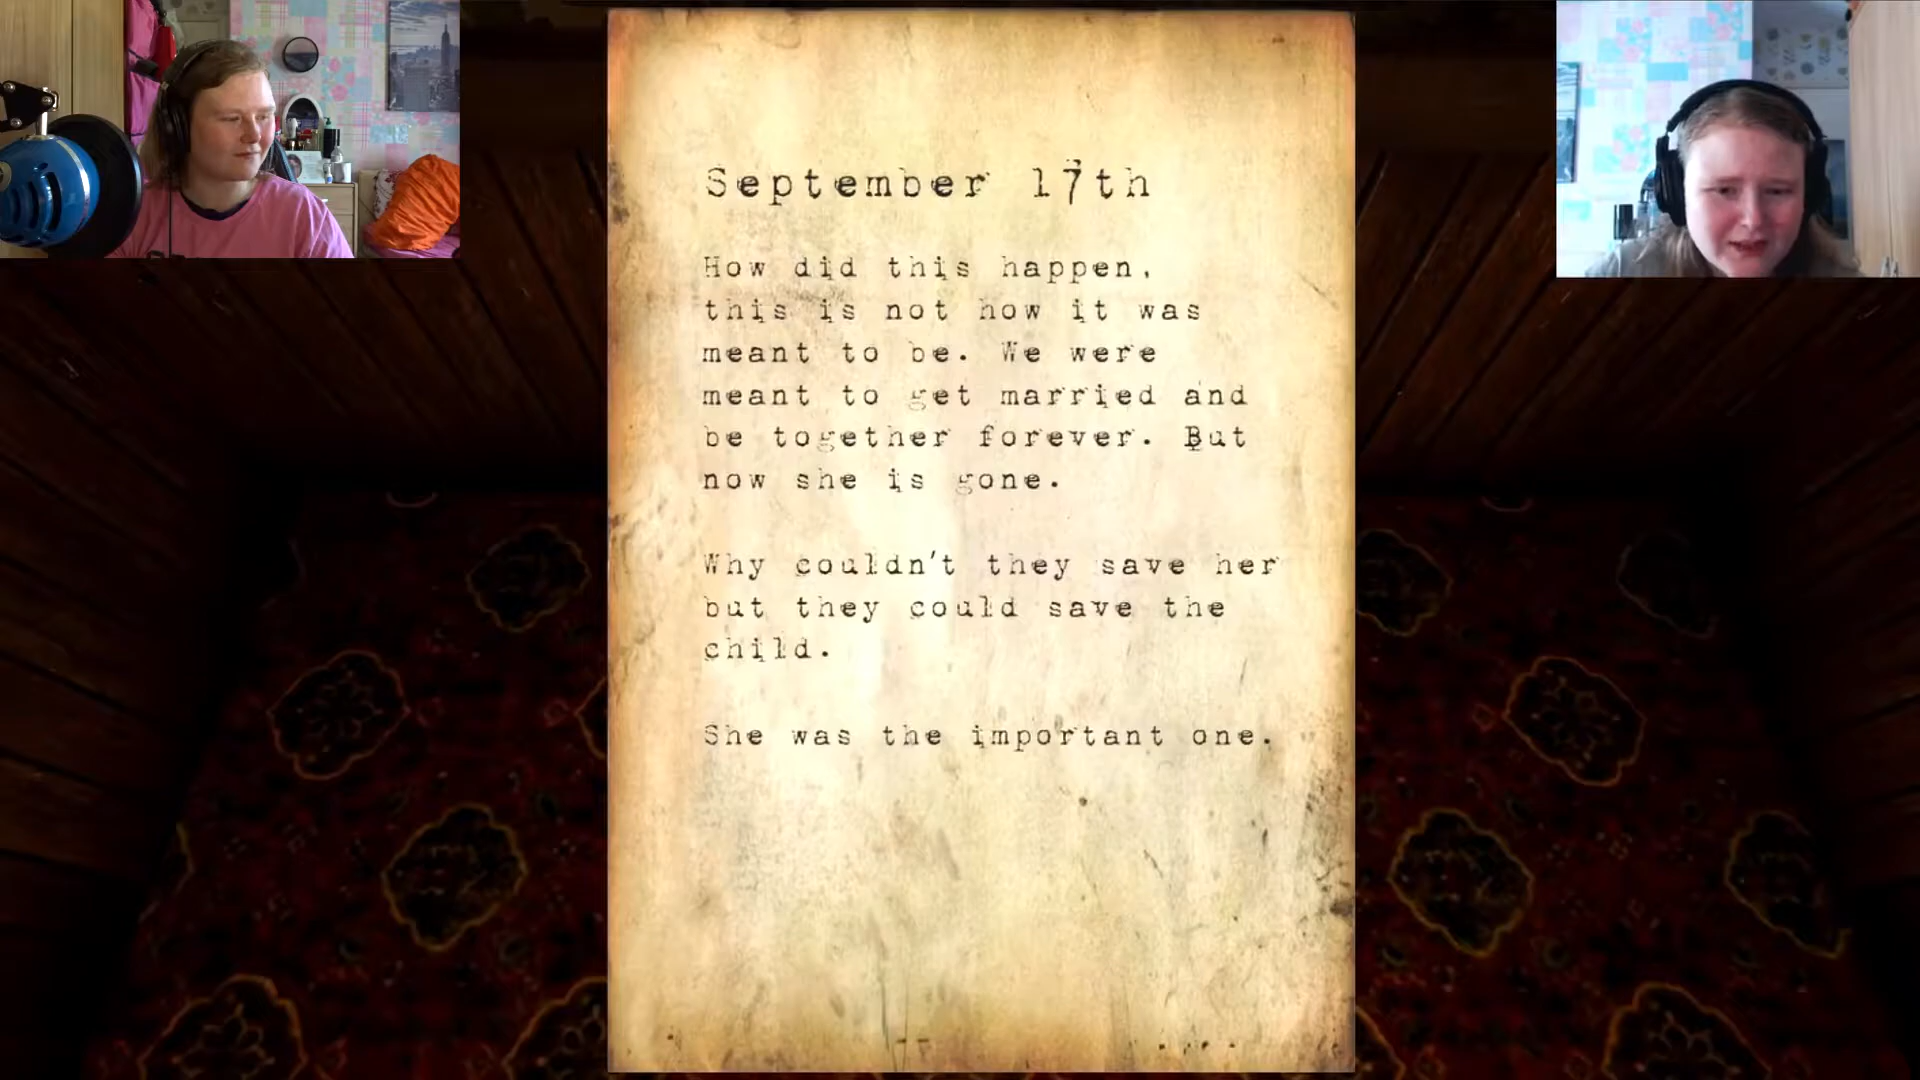 September 17th
How did this happen,
this is not how it was
meant to be. We were
meant to get married and
be together forever. But
now she is gone.
Why couldn't they save her
but they could save the
child.
She was the important one.